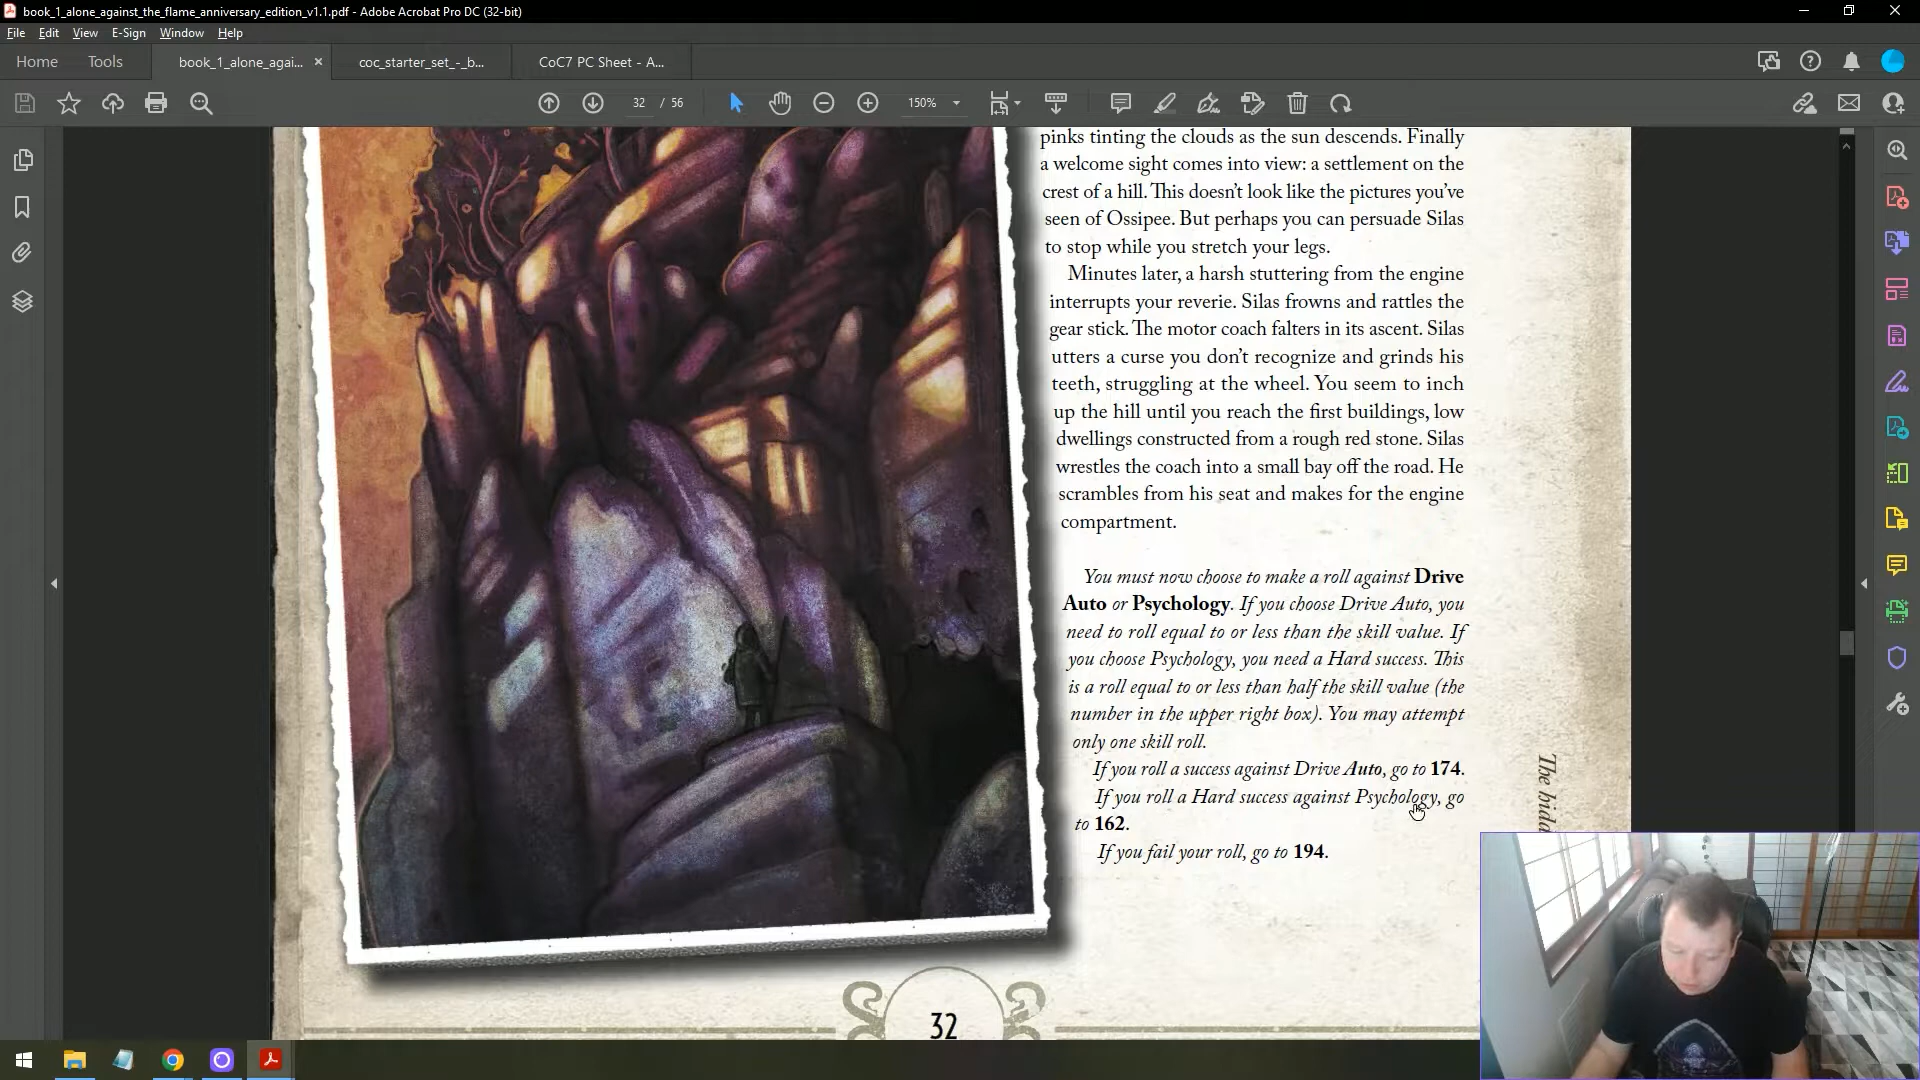 book_1_alone_against_the_flame_anniversary_edition_v1.1.pdf - Adobe Acrobat Pro DC (32-bit)
File Edit View E-Sign Window Help
Home Tools book_1_alone_agai... coc_starter_set_-_b... CoC7 PC Sheet - A...
32 / 56 150%
pinks tinting the clouds as the sun descends. Finally
a welcome sight comes into view: a settlement on the
crest of a hill. This doesn’t look like the pictures you’ve
seen of Ossipee. But perhaps you can persuade Silas
to stop while you stretch your legs.
Minutes later, a harsh stuttering from the engine
interrupts your reverie. Silas frowns and rattles the
gear stick. The motor coach falters in its ascent. Silas
utters a curse you don’t recognize and grinds his
teeth, struggling at the wheel. You seem to inch
up the hill until you reach the first buildings, low
dwellings constructed from a rough red stone. Silas
wrestles the coach into a small bay off the road. He
scrambles from his seat and makes for the engine
compartment.
You must now choose to make a roll against Drive
Auto or Psychology. If you choose Drive Auto, you
need to roll equal to or less than the skill value. If
you choose Psychology, you need a Hard success. This
is a roll equal to or less than half the skill value (the
number in the upper right box). You may attempt
only one skill roll.
If you roll a success against Drive Auto, go to 174.
If you roll a Hard success against Psychology, go
to 162.
If you fail your roll, go to 194.
The hidd
32